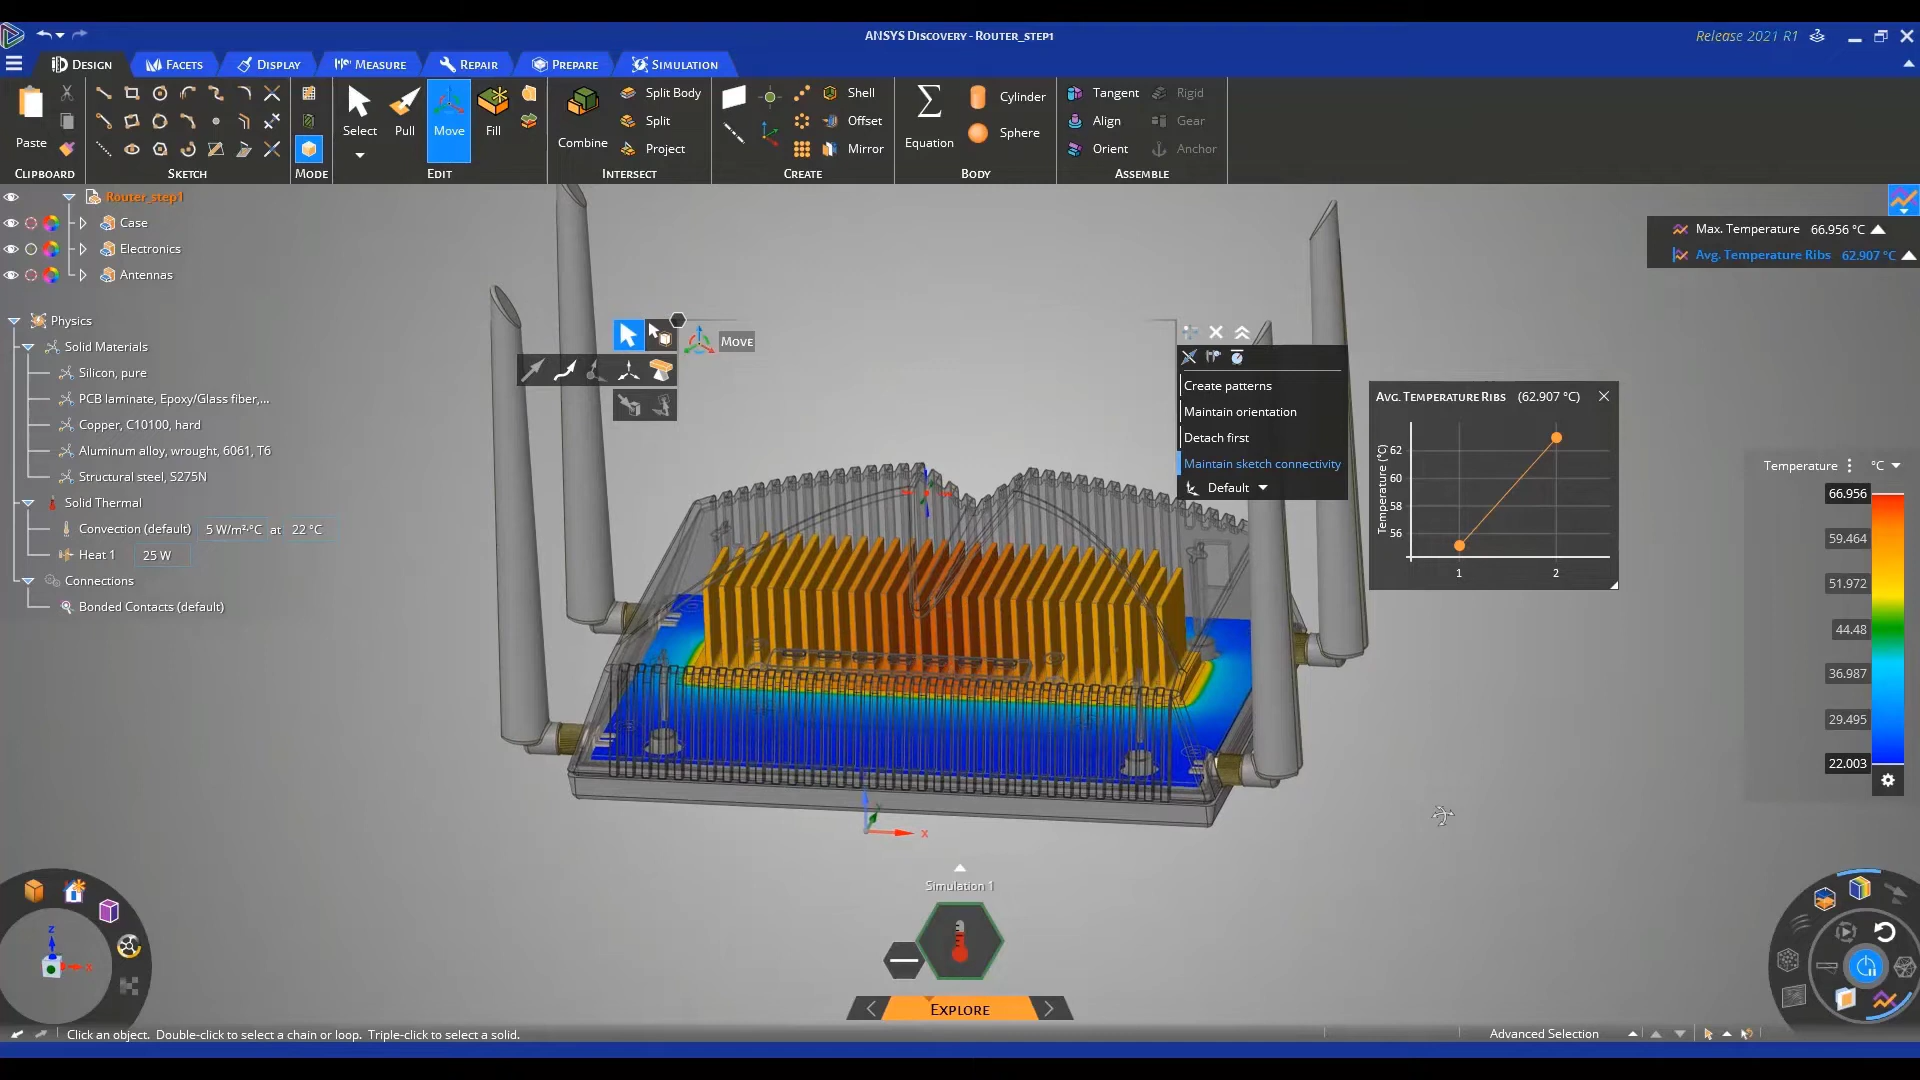 ANSYS Discovery - Router_step1
Release 2021 R1
Design
Facets
Display
Measure
Repair
Prepare
Simulation
Paste
Select
Pull
Move
Fill
Combine
Split Body
Split
Project
Shell
Offset
Mirror
Equation
Cylinder
Sphere
Tangent
Rigid
Align
Gear
Orient
Anchor
Clipboard
Sketch
Mode
Edit
Intersect
Create
Body
Assemble
Router_step1
Case
Electronics
Antennas
Physics
Solid Materials
Silicon, pure
PCB laminate, Epoxy/Glass fiber,...
Copper, C10100, hard
Aluminum alloy, wrought, 6061, T6
Structural steel, S275N
Solid Thermal
Convection (default) 5 W/m²·°C at 22 °C
Heat 1 25 W
Connections
Bonded Contacts (default)
Move
Create patterns
Maintain orientation
Detach first
Maintain sketch connectivity
Default
Max. Temperature 66.956 °C
Avg. Temperature Ribs 62.907 °C
Avg. Temperature Ribs (62.907 °C)
Temperature (°C)
62
60
58
56
1
2
Temperature °C
66.956
59.464
51.972
44.48
36.987
29.495
22.003
x
z
x
Simulation 1
Explore
Click an object. Double-click to select a chain or loop. Triple-click to select a solid.
Advanced Selection